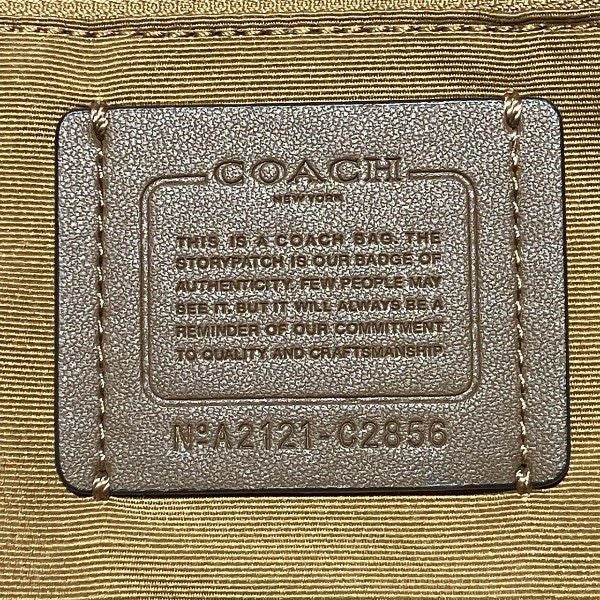 COACH
NEW YORK
THIS IS A COACH BAG. THE
STORYPATCH IS OUR BADGE OF
AUTHENTICITY. FEW PEOPLE MAY
SEE IT. BUT IT WILL ALWAYS BE A
REMINDER OF OUR COMMITMENT
TO QUALITY AND CRAFTSMANSHIP.
Nº A2121-C2856